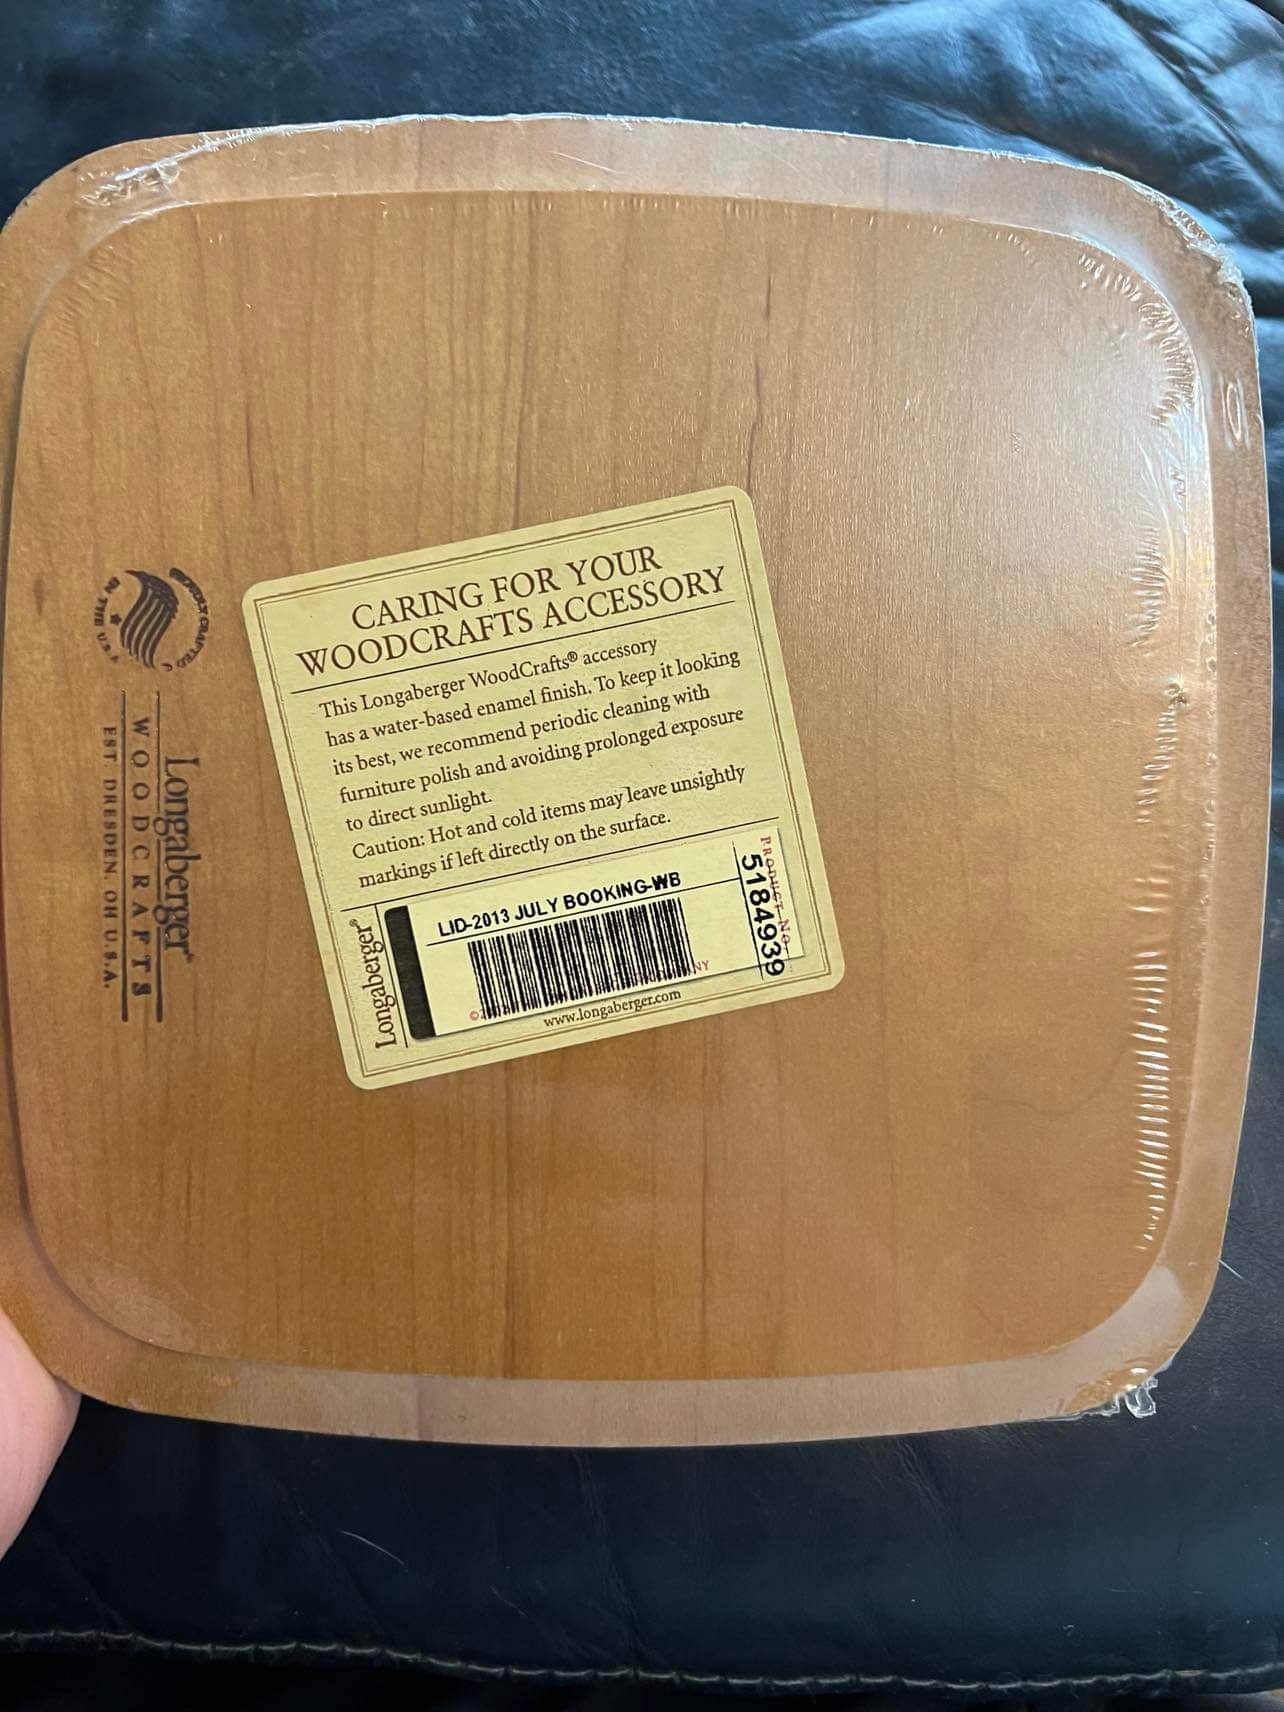 CARING FOR YOUR
WOODCRAFTS ACCESSORY
This Longaberger WoodCrafts® accessory
has a water-based enamel finish. To keep it looking
its best, we recommend periodic cleaning with
furniture polish and avoiding prolonged exposure
to direct sunlight.
Caution: Hot and cold items may leave unsightly
markings if left directly on the surface.
Longaberger®
LID-2013 JULY BOOKING-WB
www.longaberger.com
PRODUCT NO.
5184939
CRAFTED
IN THE U.S.A
Longaberger®
WOODCRAFTS
EST. DRESDEN, OH U.S.A.